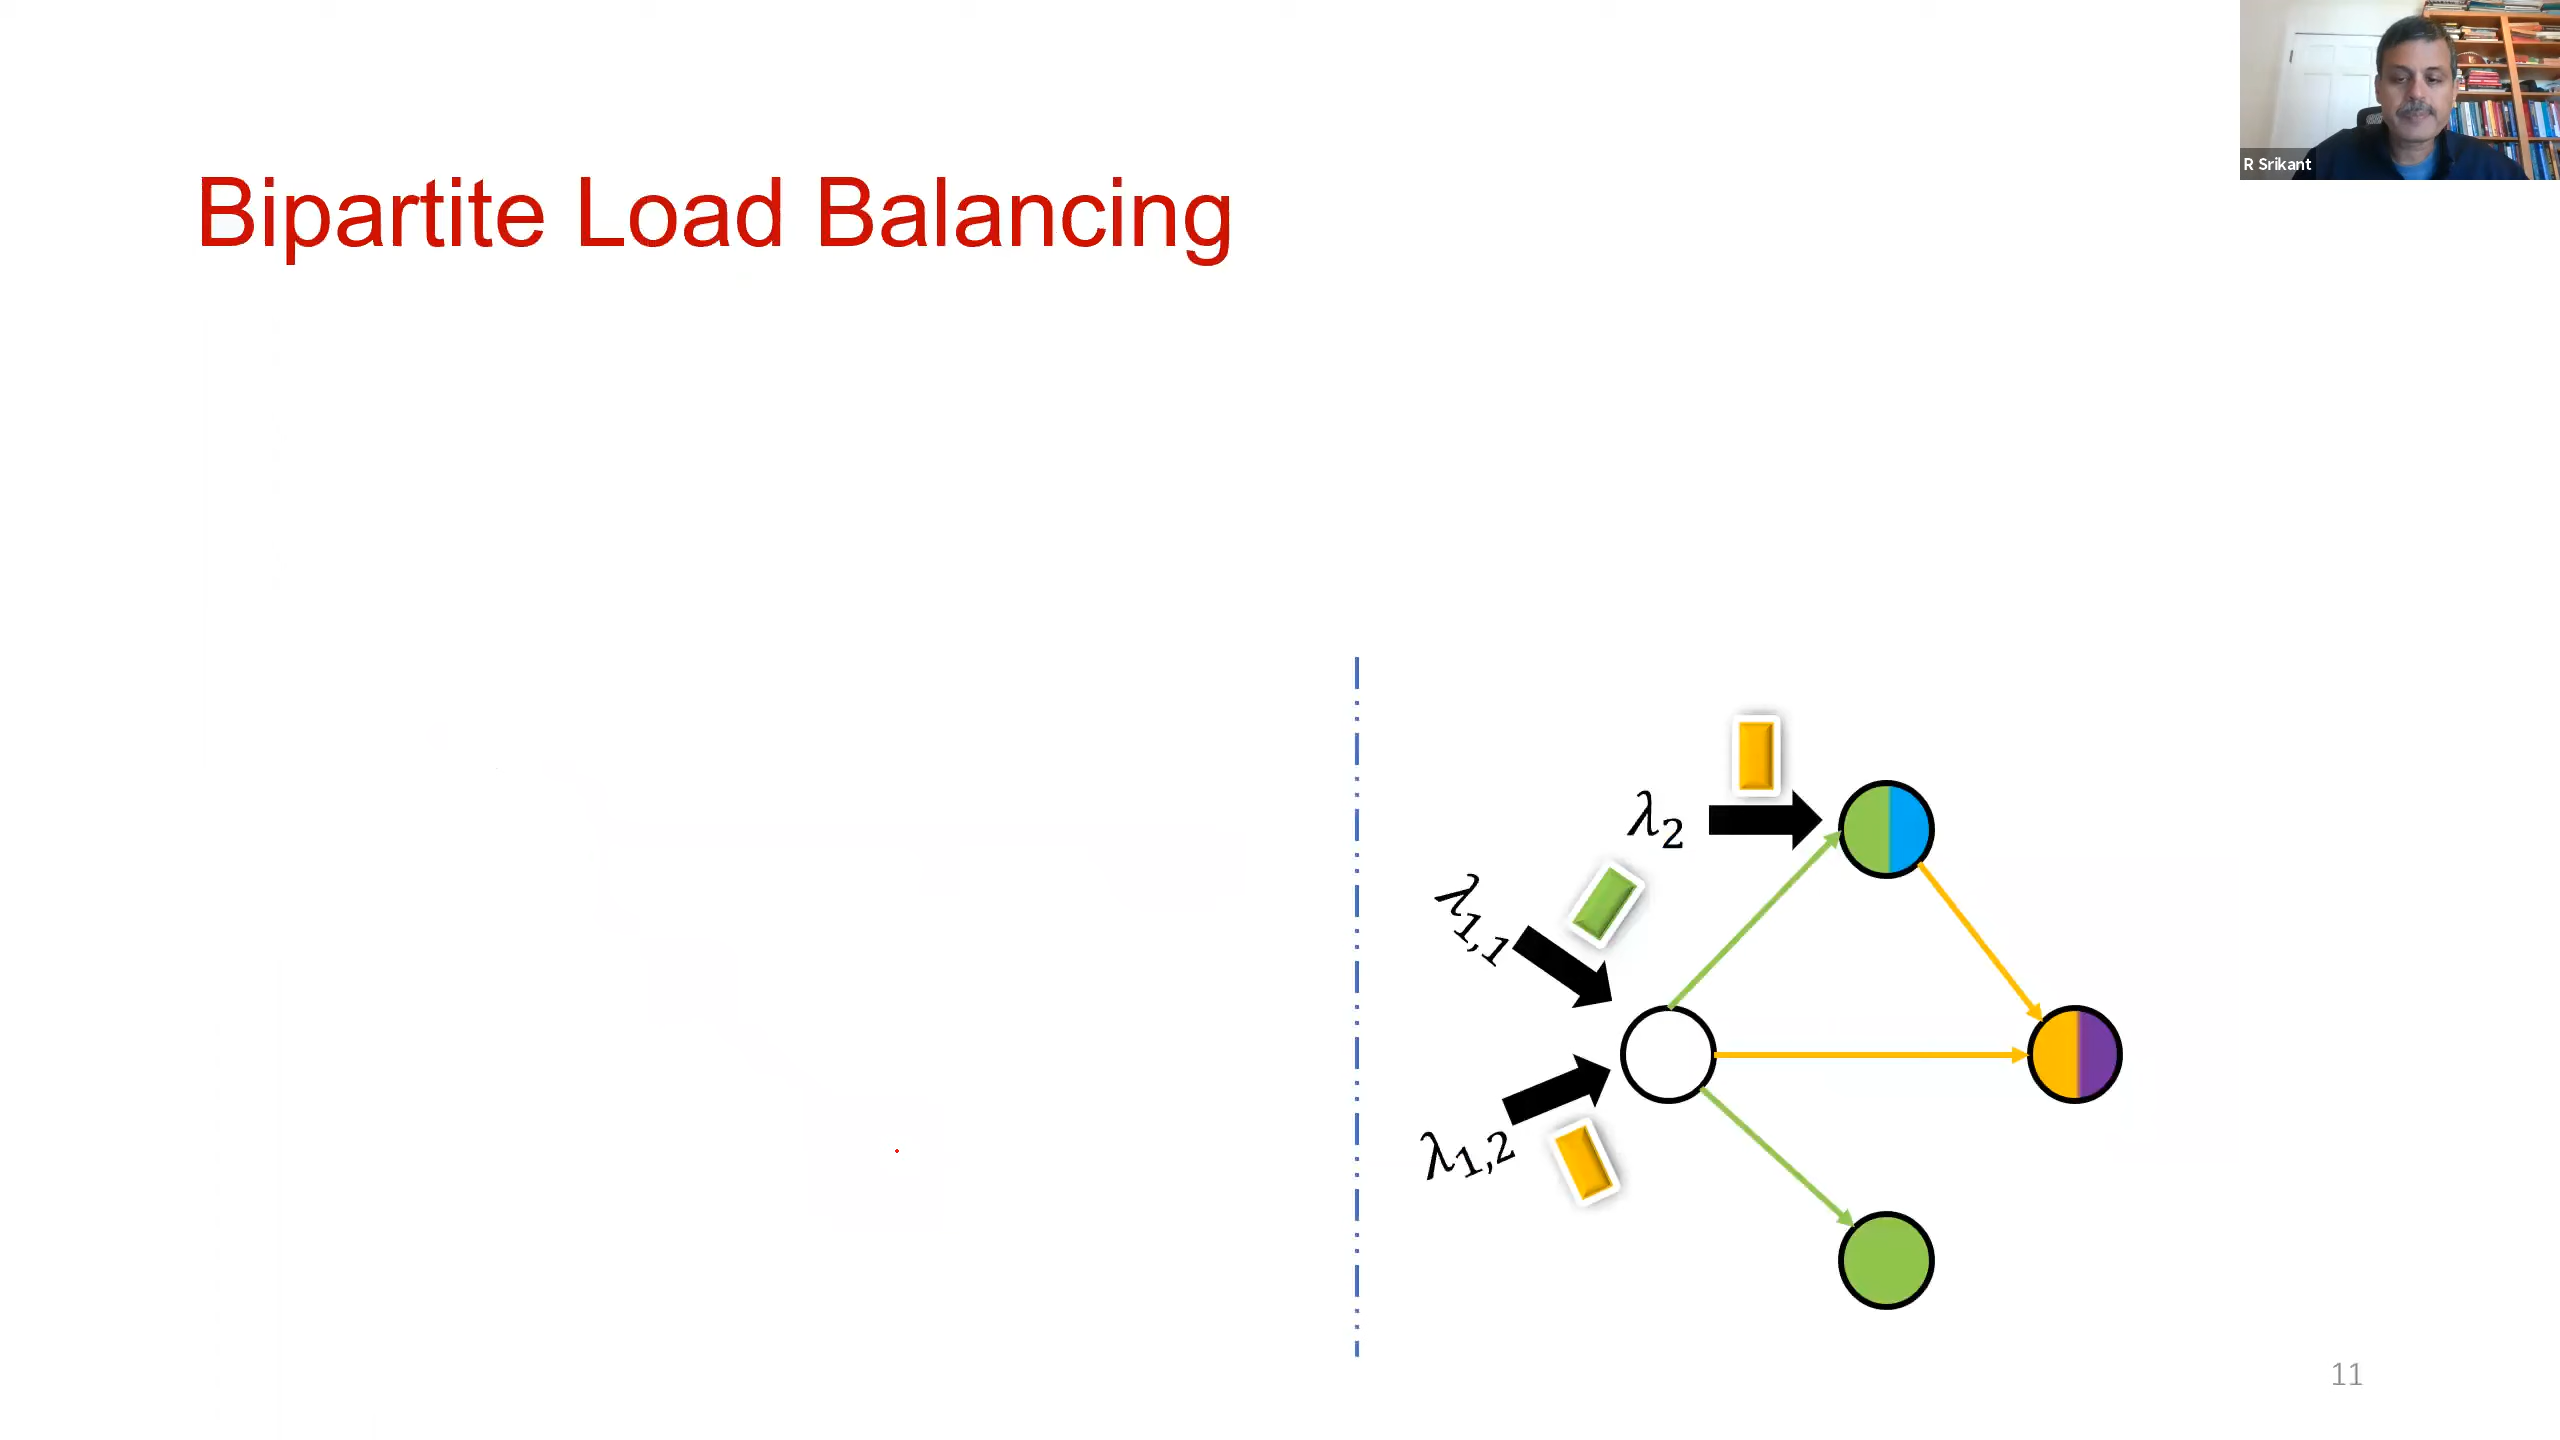 R Srikant
Bipartite Load Balancing
λ2
λ1,1
λ1,2
11